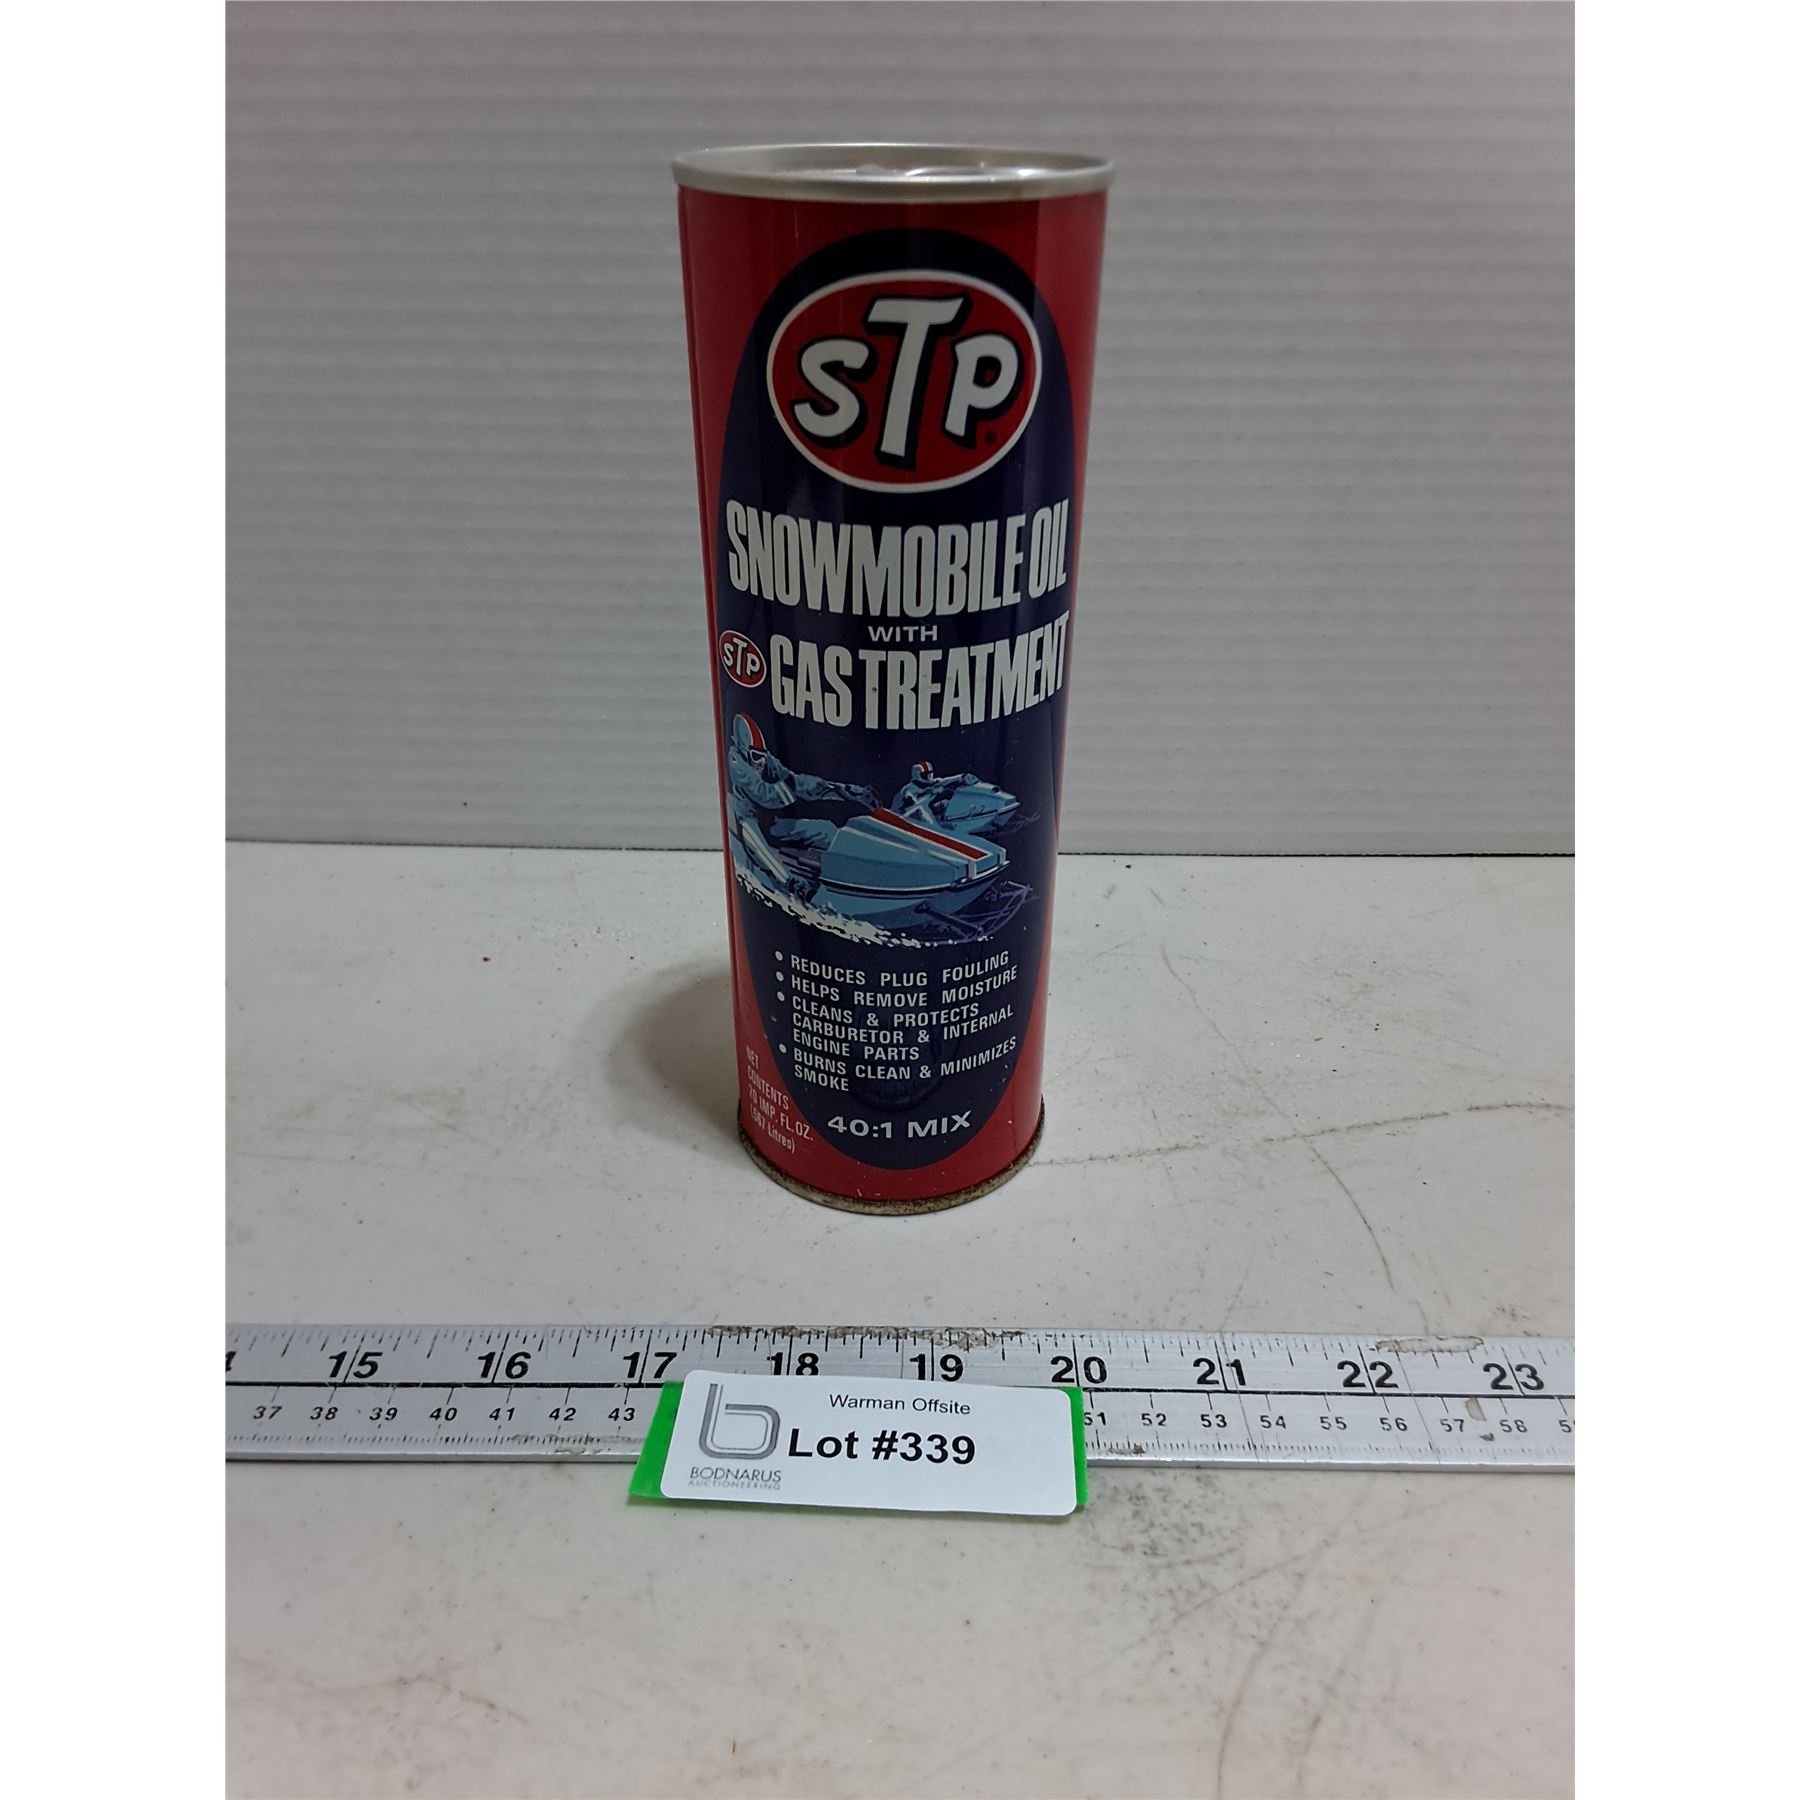 STP
SNOWMOBILE OIL
WITH
STP GAS TREATMENT
• REDUCES PLUG FOULING
• HELPS REMOVE MOISTURE
• CLEANS & PROTECTS
CARBURETOR & INTERNAL
ENGINE PARTS
• BURNS CLEAN & MINIMIZES
SMOKE
NET
CONTENTS
20 IMP. FL. OZ.
(.567 Litres)
40:1 MIX
15 16 17 18 19 20 21 22 23
37 38 39 40 41 42 43 51 52 53 54 55 56 57 58
Warman Offsite
Lot #339
BODNARUS
AUCTIONEERING